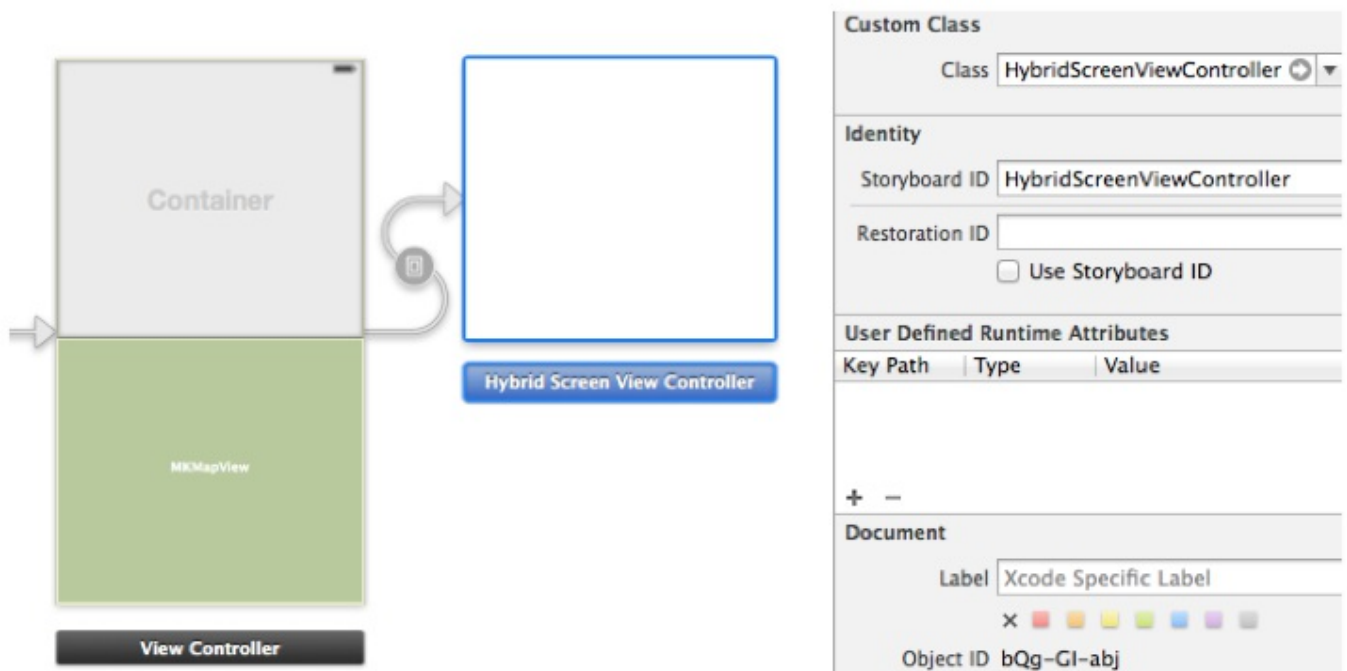 Container
MKMapView
View Controller
Hybrid Screen View Controller
Custom Class
Class HybridScreenViewController
Identity
Storyboard ID HybridScreenViewController
Restoration ID
Use Storyboard ID
User Defined Runtime Attributes
Key Path Type Value
+ −
Document
Label Xcode Specific Label
Object ID bQg-GI-abj